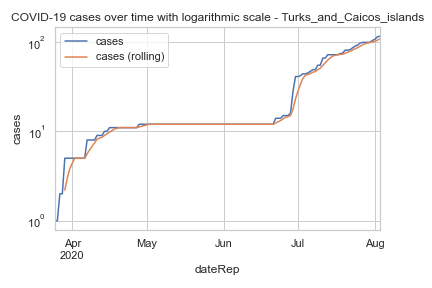 COVID-19 cases over time with logarithmic scale - Turks_and_Caicos_islands
cases
cases (rolling)
10²
10¹
10⁰
cases
Apr
2020
May
Jun
Jul
Aug
dateRep